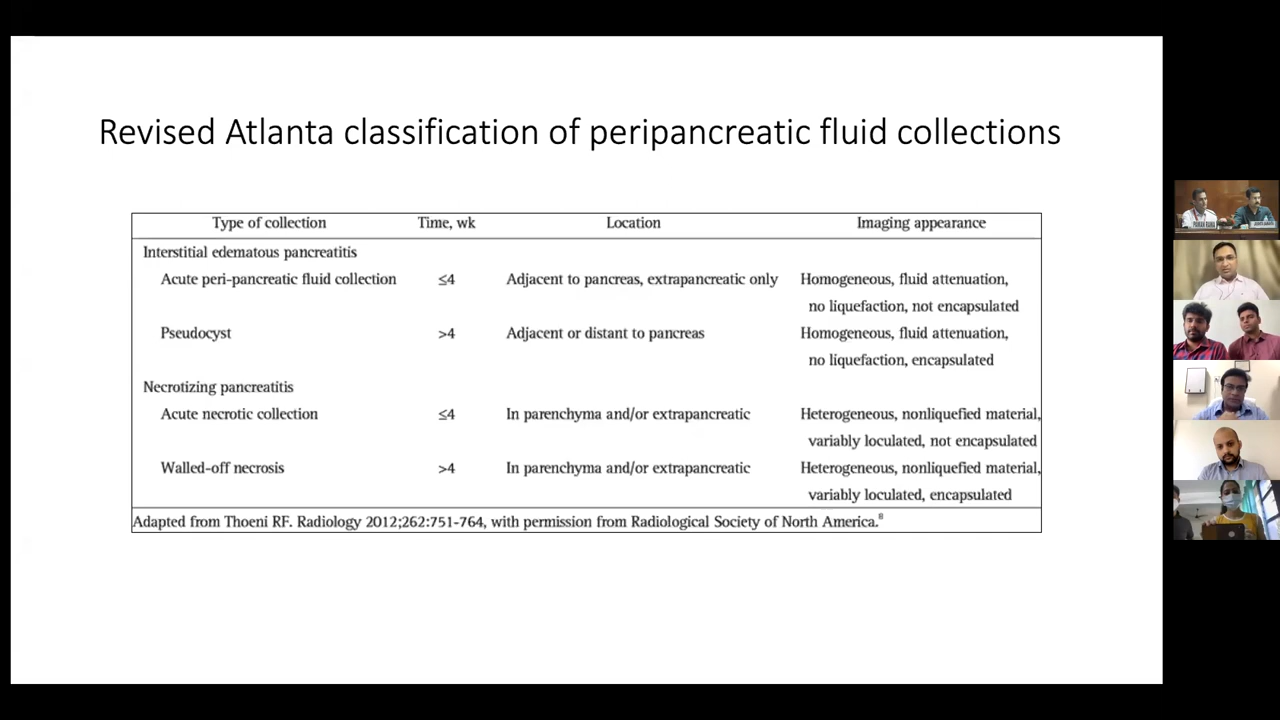 Revised Atlanta classification of peripancreatic fluid collections
Type of collection Time, wk Location Imaging appearance
Interstitial edematous pancreatitis
Acute peri-pancreatic fluid collection ≤4 Adjacent to pancreas, extrapancreatic only Homogeneous, fluid attenuation,
no liquefaction, not encapsulated
Pseudocyst >4 Adjacent or distant to pancreas Homogeneous, fluid attenuation,
no liquefaction, encapsulated
Necrotizing pancreatitis
Acute necrotic collection ≤4 In parenchyma and/or extrapancreatic Heterogeneous, nonliquefied material,
variably loculated, not encapsulated
Walled-off necrosis >4 In parenchyma and/or extrapancreatic Heterogeneous, nonliquefied material,
variably loculated, encapsulated
Adapted from Thoeni RF. Radiology 2012;262:751-764, with permission from Radiological Society of North America.⁸